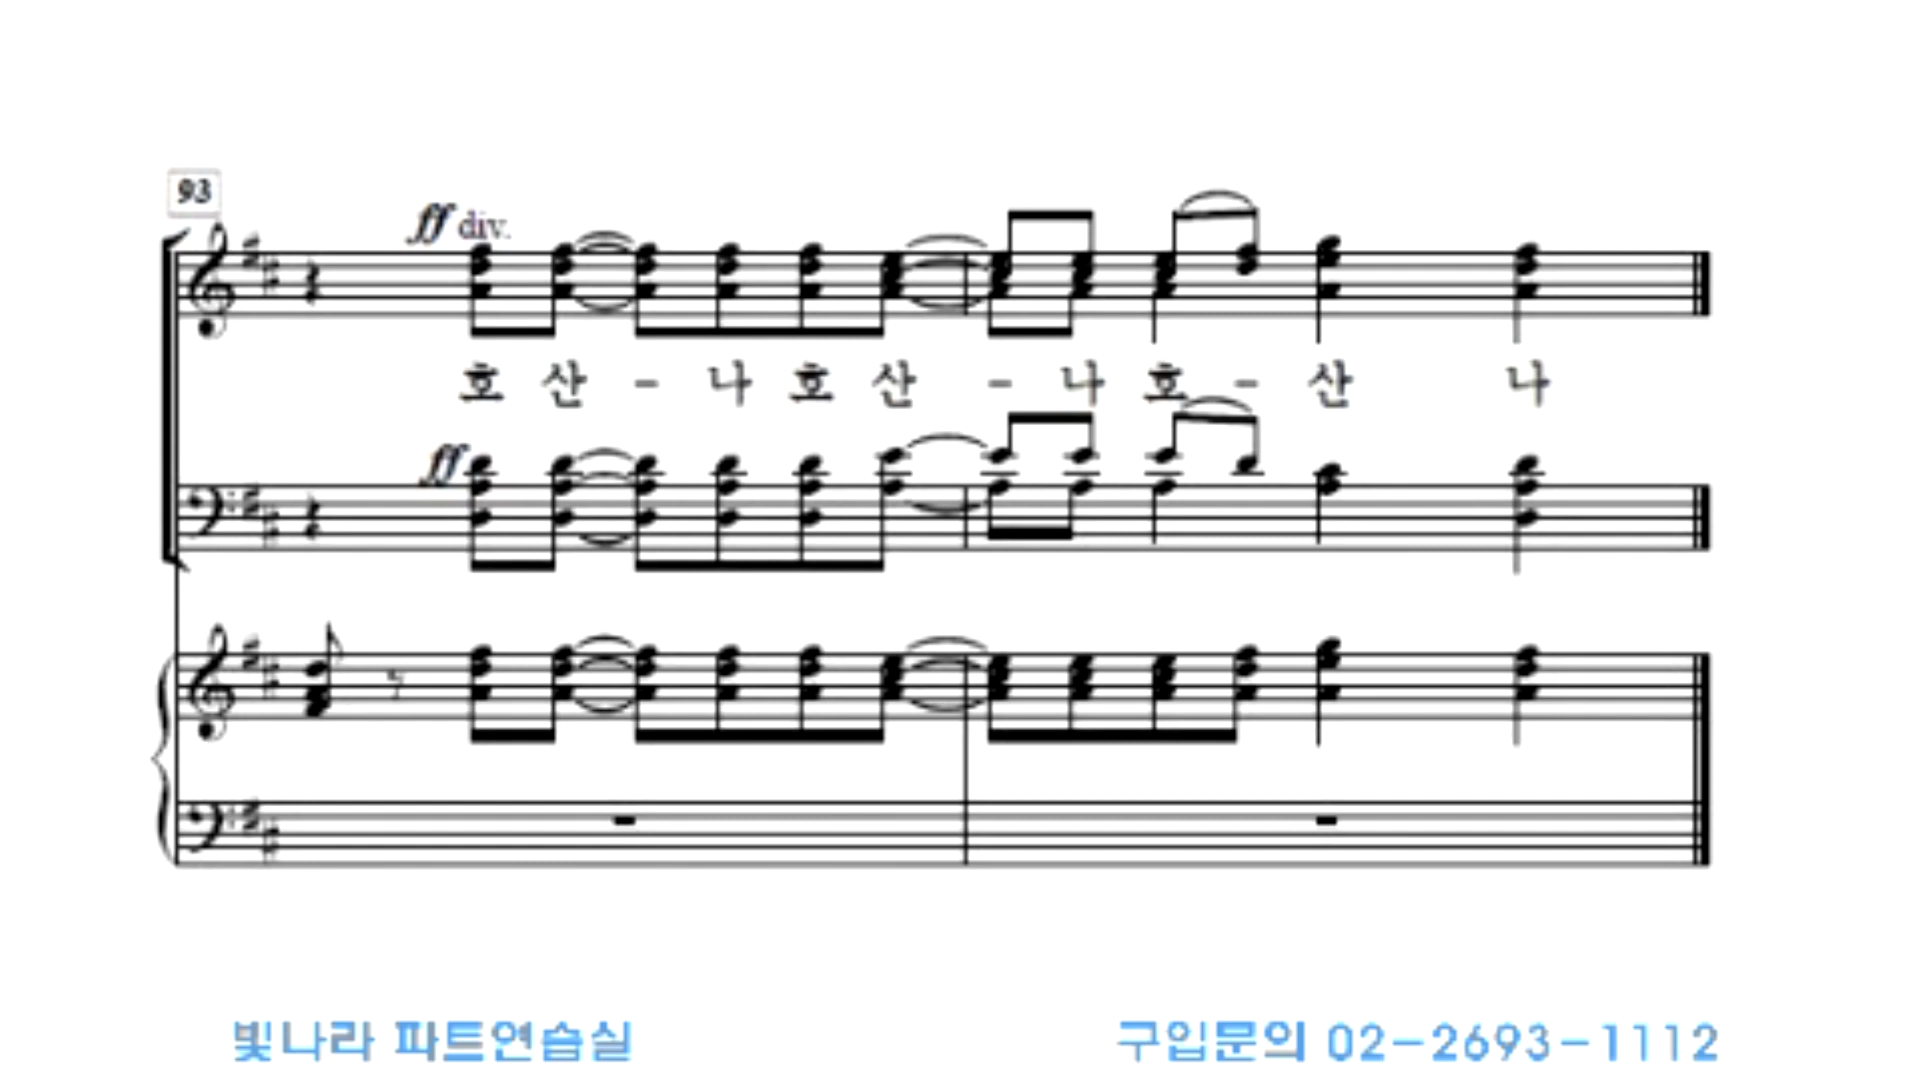 93
ff div.
호 산 - 나 호 산 - 나 호 - 산 나
ff
빛나라 파트연습실 구입문의 02-2693-1112